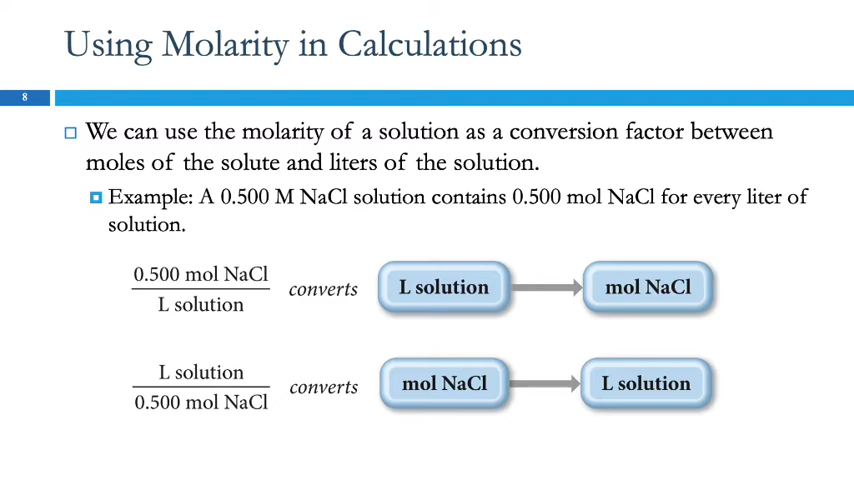 Using Molarity in Calculations
8
We can use the molarity of a solution as a conversion factor between
moles of the solute and liters of the solution.
Example: A 0.500 M NaCl solution contains 0.500 mol NaCl for every liter of
solution.
0.500 mol NaCl
L solution
converts
L solution
mol NaCl
L solution
0.500 mol NaCl
converts
mol NaCl
L solution